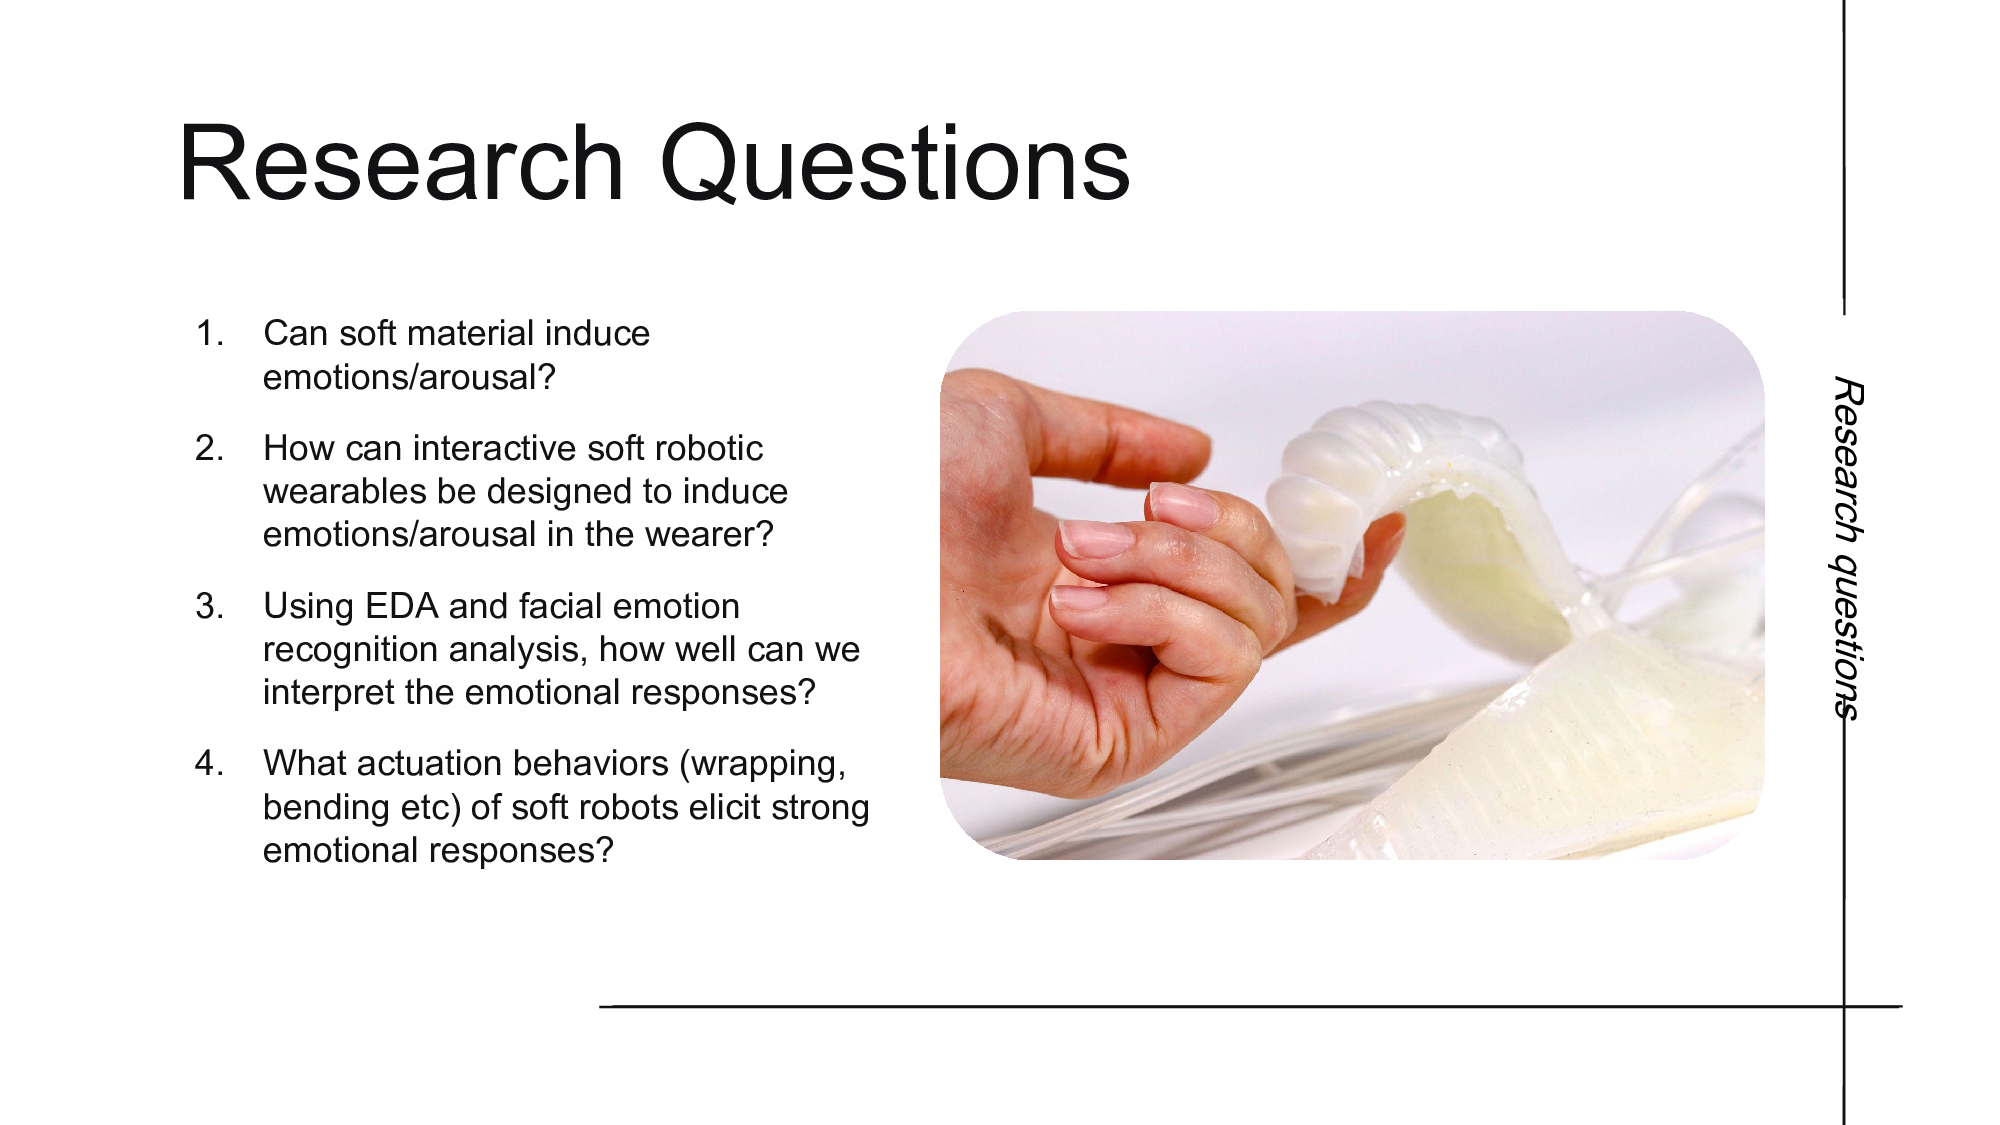 Research Questions
1. Can soft material induce
emotions/arousal?
2. How can interactive soft robotic
wearables be designed to induce
emotions/arousal in the wearer?
3. Using EDA and facial emotion
recognition analysis, how well can we
interpret the emotional responses?
4. What actuation behaviors (wrapping,
bending etc) of soft robots elicit strong
emotional responses?
Research questions